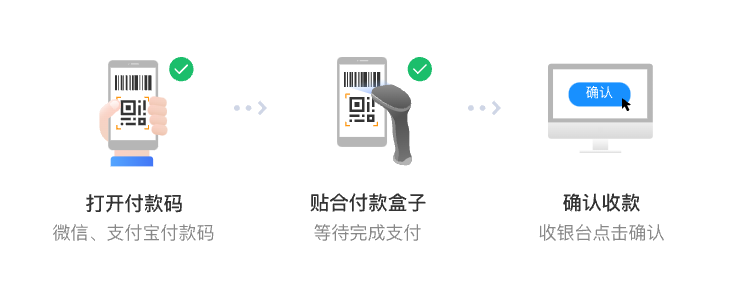 确认
打开付款码
微信、支付宝付款码
贴合付款盒子
等待完成支付
确认收款
收银台点击确认